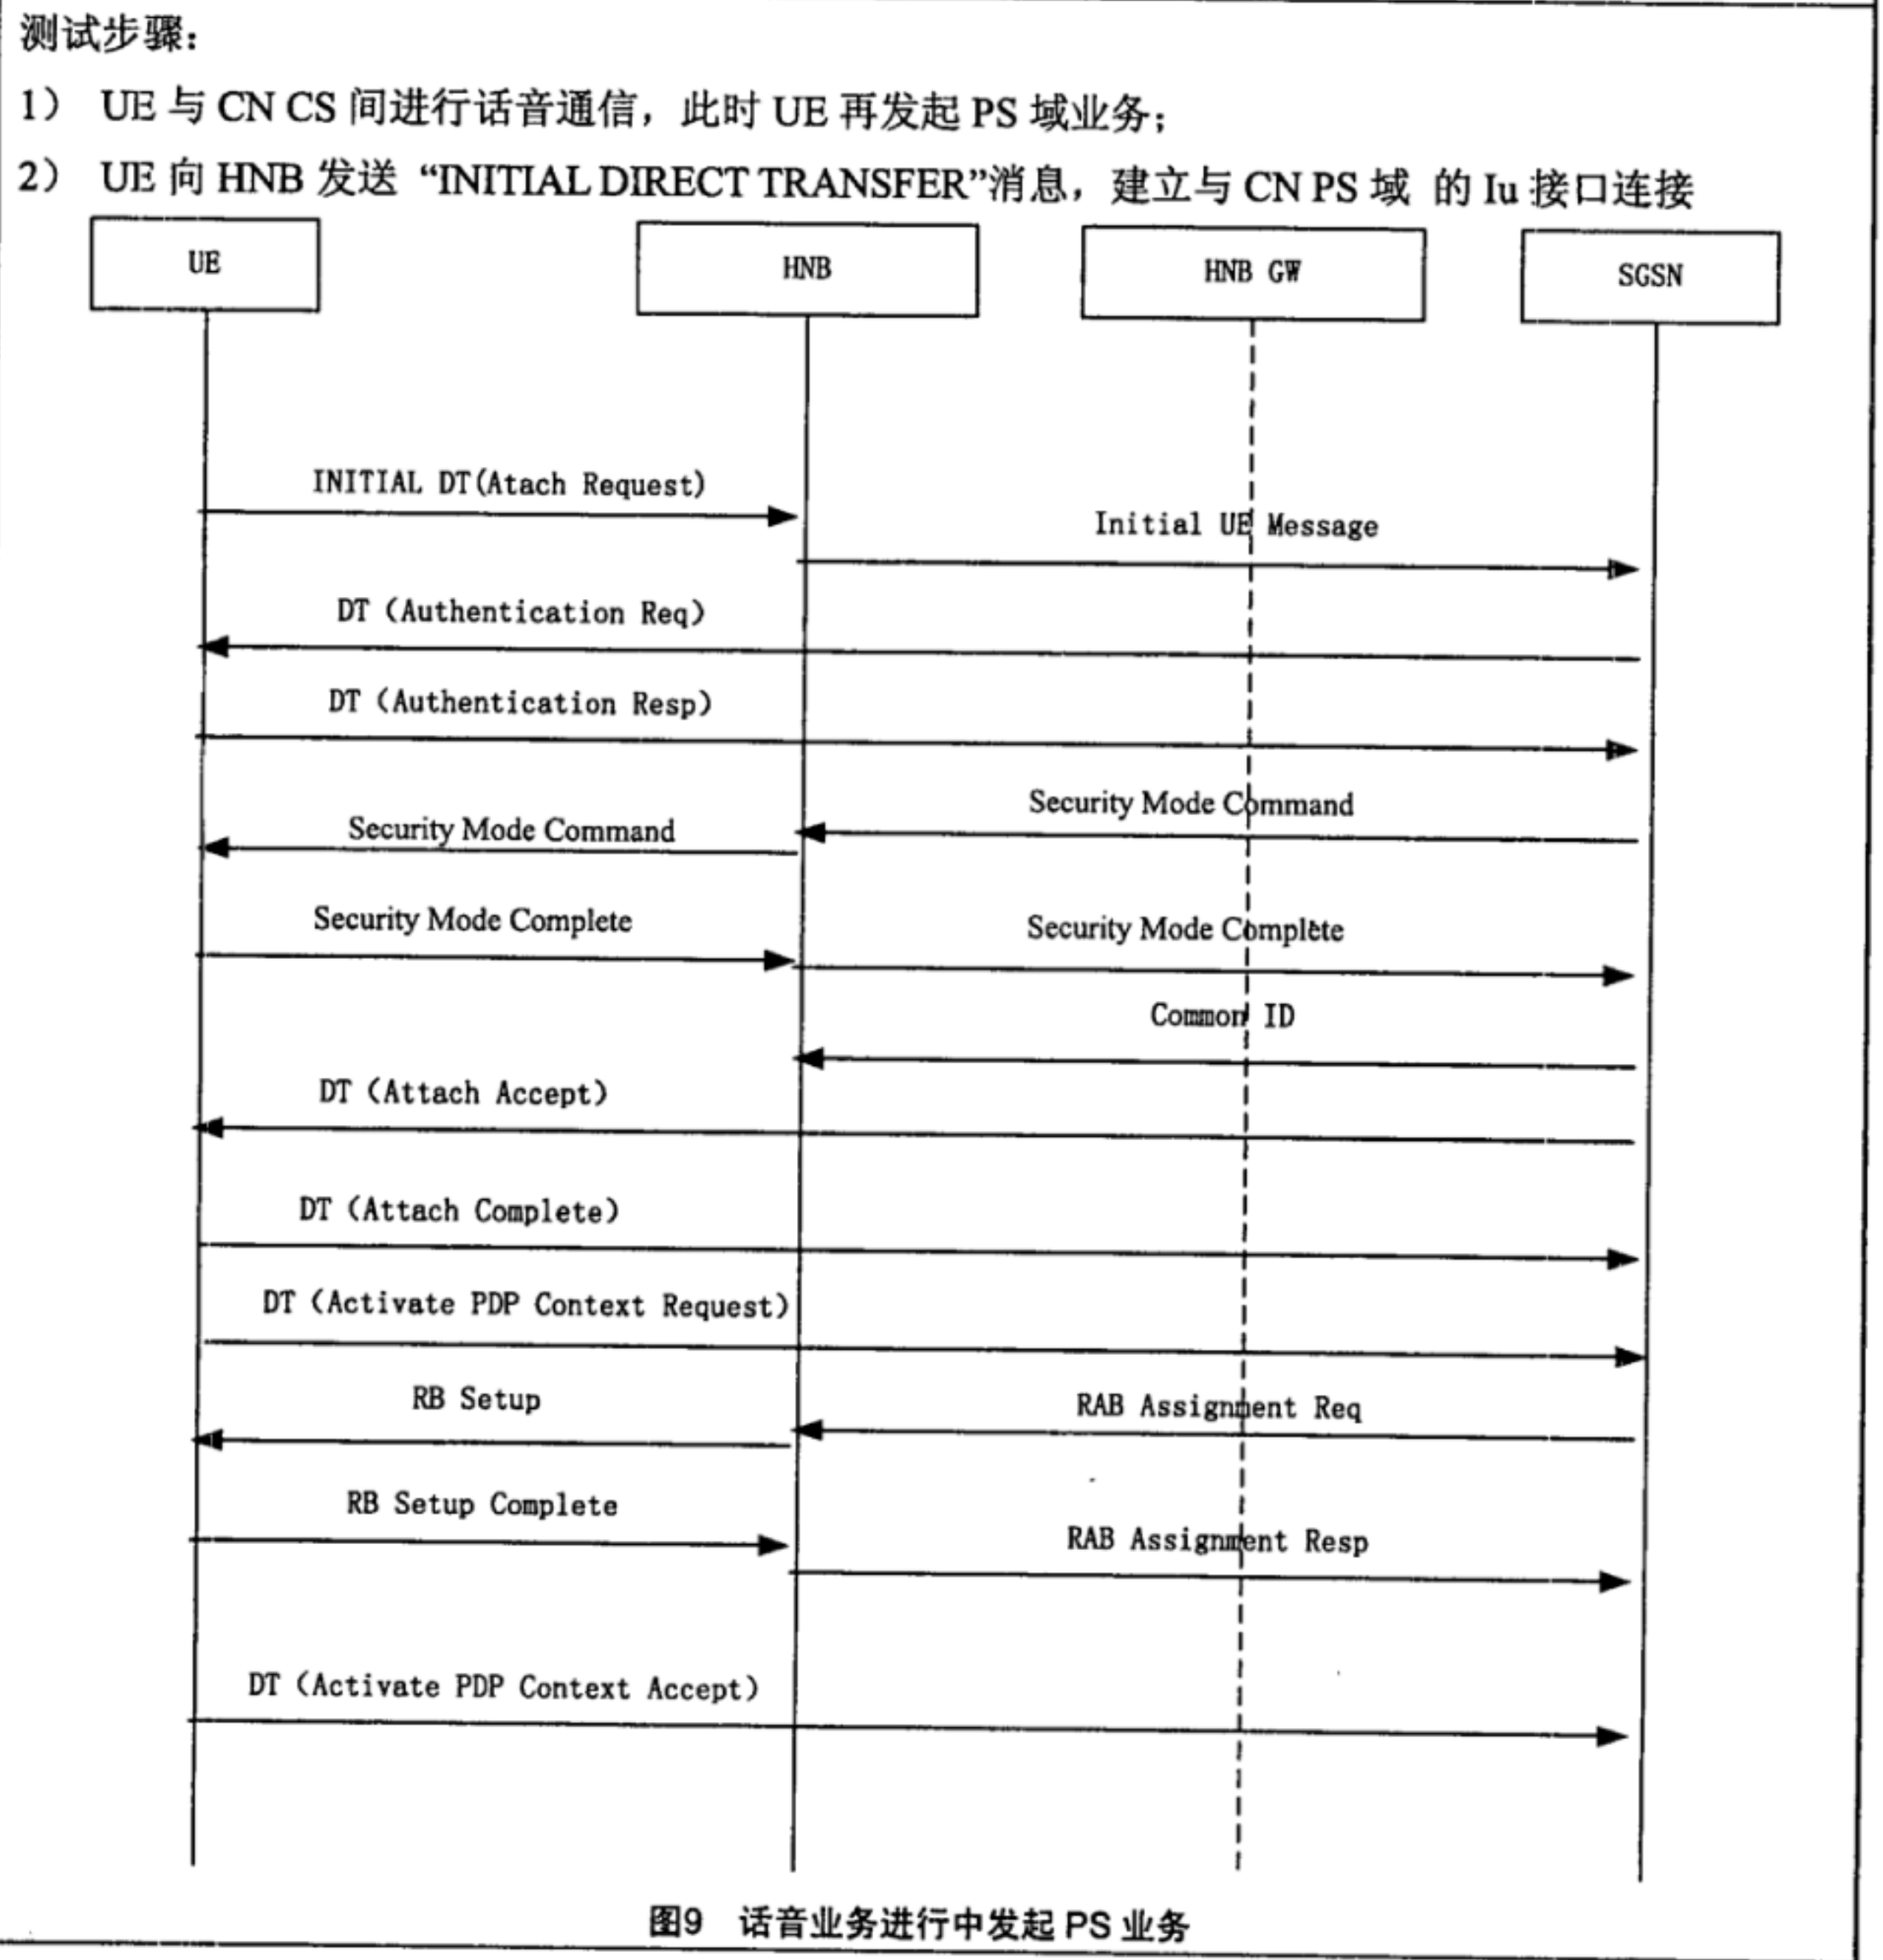 测试步骤：
1） UE 与 CN CS 间进行话音通信，此时 UE 再发起 PS 域业务；
2） UE 向 HNB 发送 “INITIAL DIRECT TRANSFER”消息，建立与 CN PS 域 的 Iu 接口连接
UE
HNB
HNB GW
SGSN
INITIAL DT(Atach Request)
Initial UE Message
DT（Authentication Req）
DT（Authentication Resp）
Security Mode Command
Security Mode Command
Security Mode Complete
Security Mode Complete
Common ID
DT（Attach Accept）
DT（Attach Complete）
DT（Activate PDP Context Request）
RB Setup
RAB Assignment Req
RB Setup Complete
RAB Assignment Resp
DT（Activate PDP Context Accept）
图9 话音业务进行中发起 PS 业务